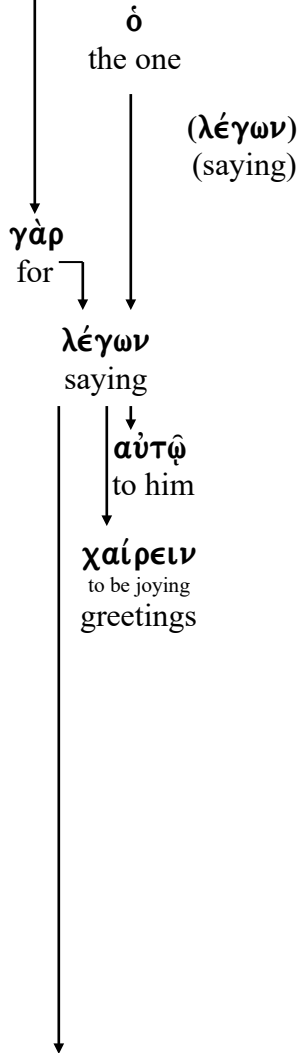 ὁ
the one
(λέγων)
(saying)
γὰρ
for
λέγων
saying
αὐτῷ
to him
χαίρειν
to be joying
greetings